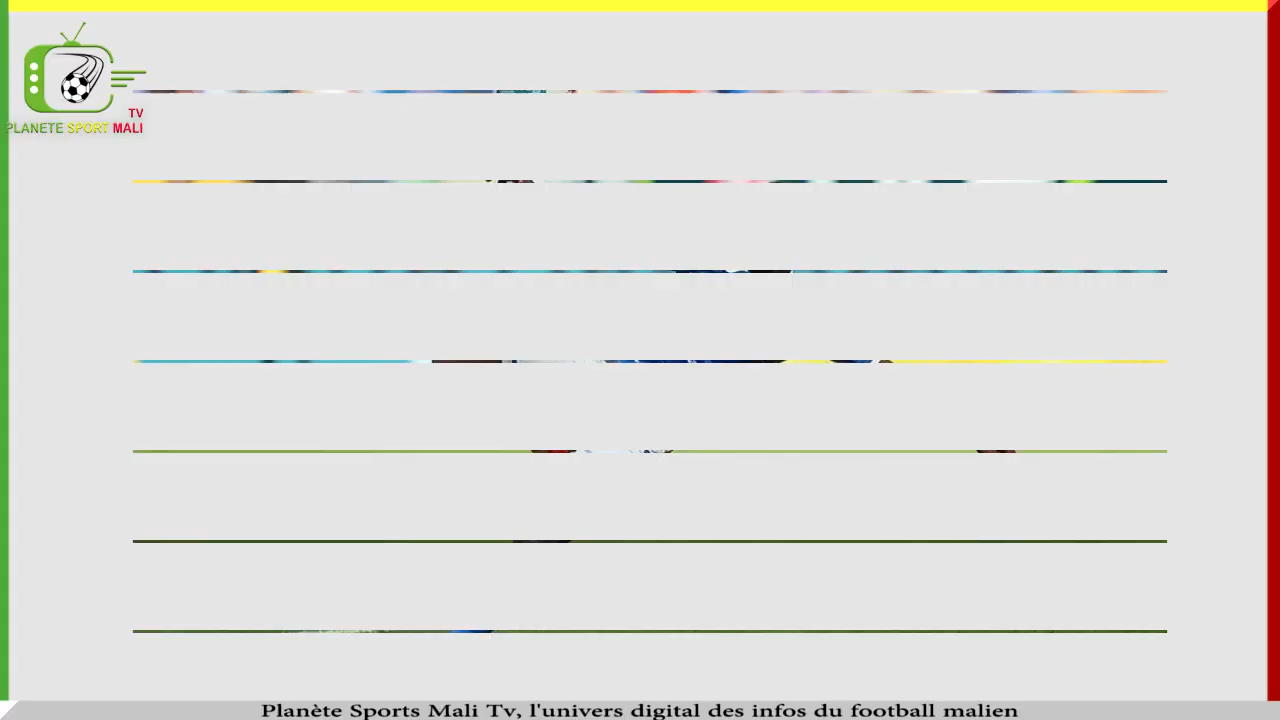 TV
PLANETE SPORT MALI
Planète Sports Mali Tv, l'univers digital des infos du football malien